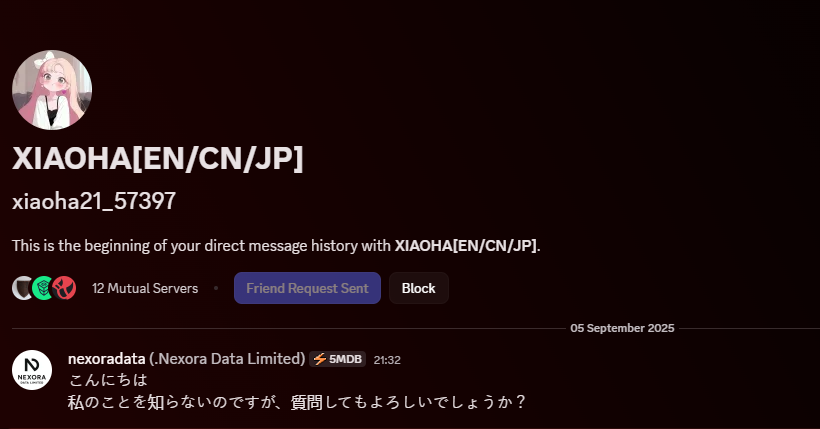 XIAOHA[EN/CN/JP]
xiaoha21_57397
This is the beginning of your direct message history with XIAOHA[EN/CN/JP].
12 Mutual Servers • Friend Request Sent Block
05 September 2025
NEXORA
DATA LIMITED
nexoradata (.Nexora Data Limited) 5MDB 21:32
こんにちは
私のことを知らないのですが、質問してもよろしいでしょうか？